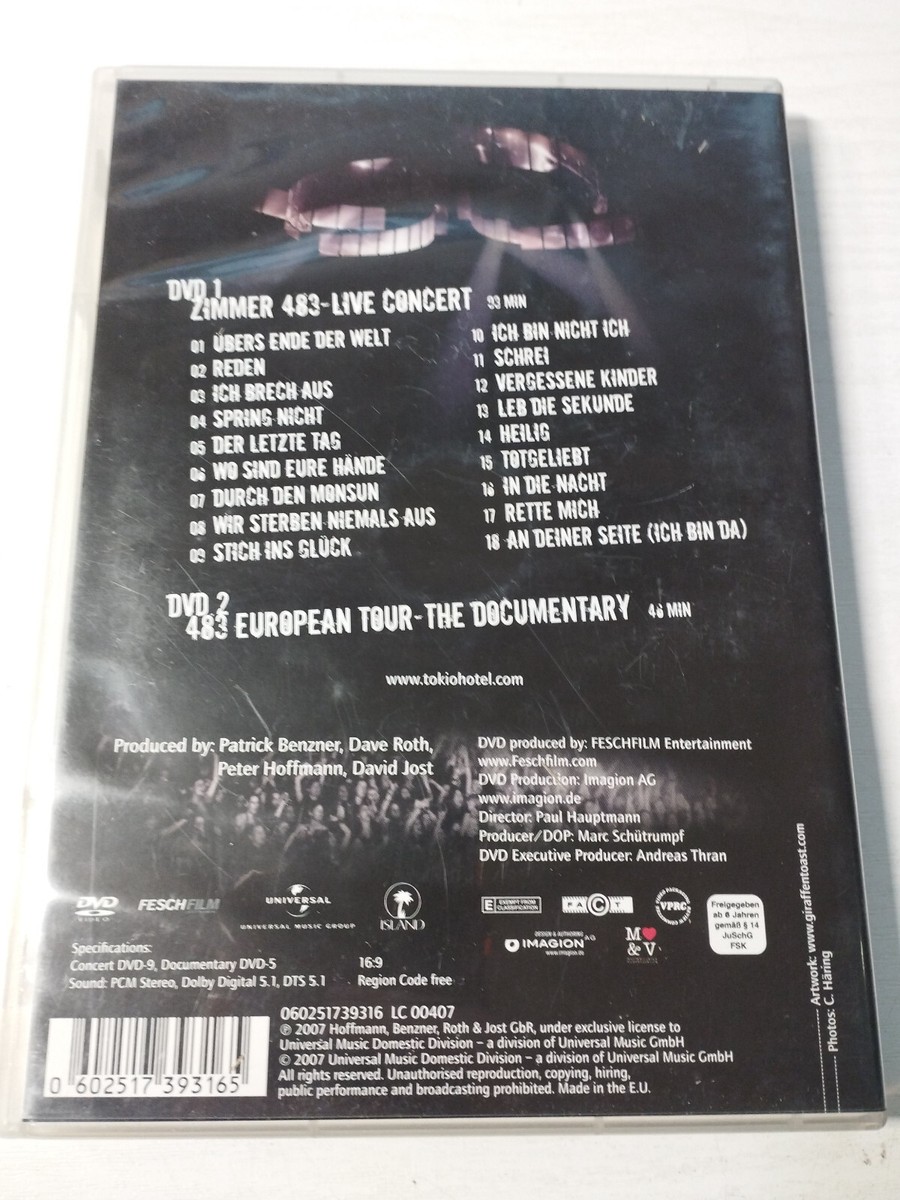 DVD 1
ZIMMER 483-LIVE CONCERT 93 MIN
01 ÜBERS ENDE DER WELT
02 REDEN
03 ICH BRECH AUS
04 SPRING NICHT
05 DER LETZTE TAG
06 WO SIND EURE HÄNDE
07 DURCH DEN MONSUN
08 WIR STERBEN NIEMALS AUS
09 STICH INS GLÜCK
10 ICH BIN NICHT ICH
11 SCHREI
12 VERGESSENE KINDER
13 LEB DIE SEKUNDE
14 HEILIG
15 TOTGELIEBT
16 IN DIE NACHT
17 RETTE MICH
18 AN DEINER SEITE (ICH BIN DA)
DVD 2
483 EUROPEAN TOUR-THE DOCUMENTARY MIN
www.tokiohotel.com
Produced by: Patrick Benzner, Dave Roth,
Peter Hoffmann, David Jost
DVD produced by: FESCHFILM Entertainment
www.Feschfilm.com
DVD Production: Imagion AG
www.imagion.de
Director: Paul Hauptmann
Producer/DOP: Marc Schütrumpf
DVD Executive Producer: Andreas Thran
DVD
VIDEO
FESCHFILM
UNIVERSAL
UNIVERSAL MUSIC GROUP
ISLAND
E EXEMPT FROM
CLASSIFICATION
VPRC
Freigegeben
ab 6 Jahren
gemäß § 14
JuSchG
FSK
DESIGN & AUTHORING
IMAGION AG
www.imagion.de
M
& V
Specifications:
Concert DVD-9, Documentary DVD-5
Sound: PCM Stereo, Dolby Digital 5.1, DTS 5.1
16:9
Region Code free
Artwork: www.giraffentoast.com
Photos: C. Häring
060251739316 LC 00407
℗ 2007 Hoffmann, Benzner, Roth & Jost GbR, under exclusive license to
Universal Music Domestic Division – a division of Universal Music GmbH
© 2007 Universal Music Domestic Division – a division of Universal Music GmbH
All rights reserved. Unauthorised reproduction, copying, hiring,
public performance and broadcasting prohibited. Made in the E.U.
0 602517 393165